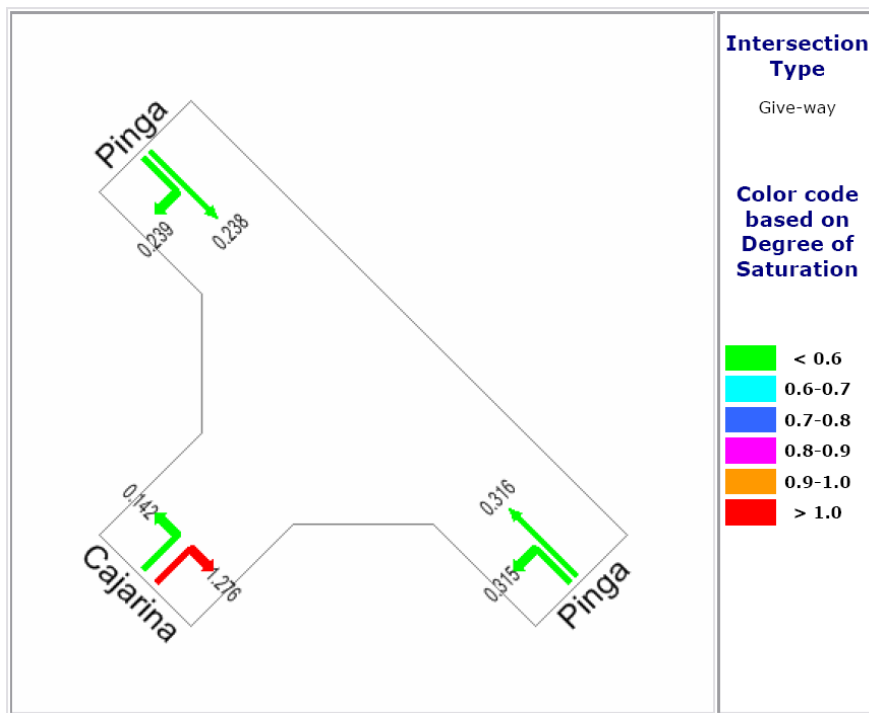 Pinga
0.239
0.238
0.142
1.276
Cajarina
0.316
0.315
Pinga
Intersection
Type
Give-way
Color code
based on
Degree of
Saturation
< 0.6
0.6-0.7
0.7-0.8
0.8-0.9
0.9-1.0
> 1.0